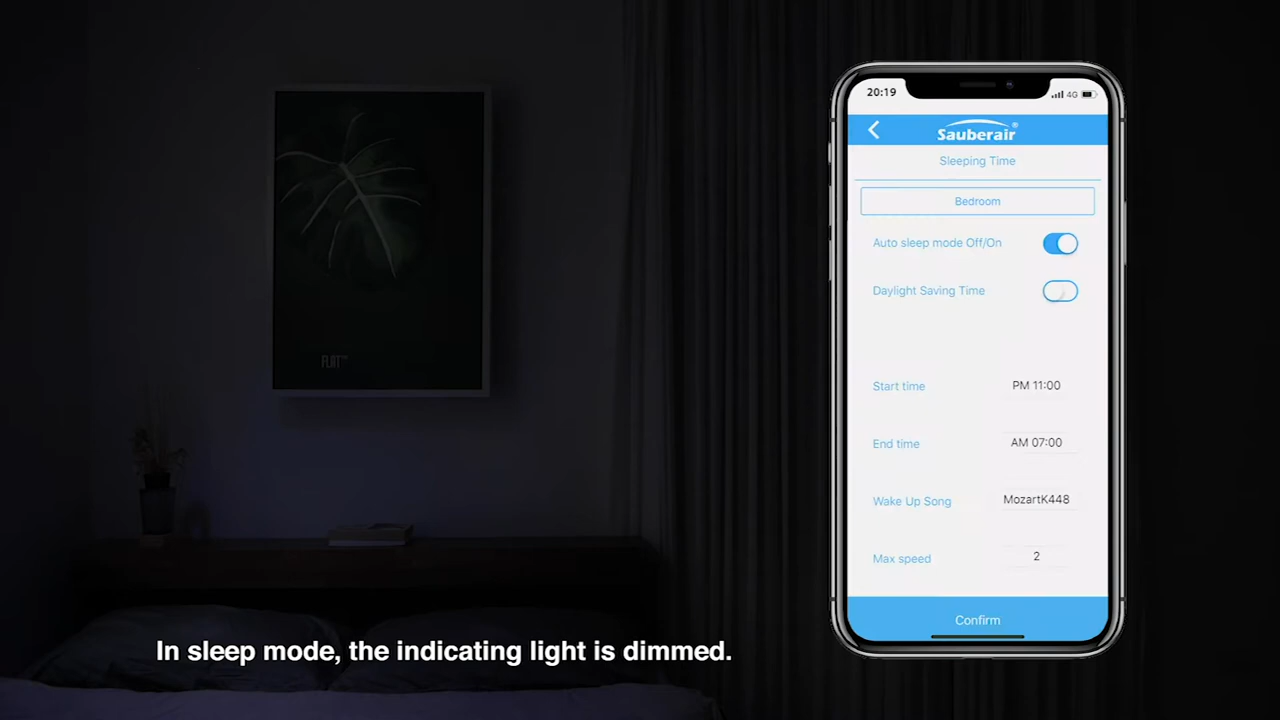 20:19
4G
Sauberair®
Sleeping Time
Bedroom
Auto sleep mode Off/On
Daylight Saving Time
Start time PM 11:00
End time AM 07:00
Wake Up Song MozartK448
Max speed 2
Confirm
In sleep mode, the indicating light is dimmed.